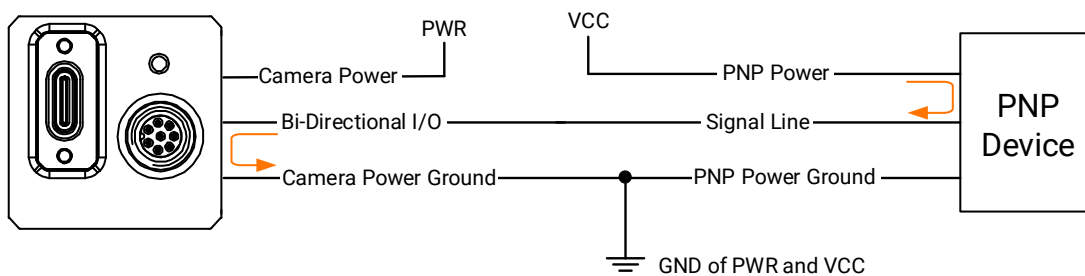 PWR
VCC
Camera Power
PNP Power
Bi-Directional I/O
Signal Line
PNP
Device
Camera Power Ground
PNP Power Ground
GND of PWR and VCC